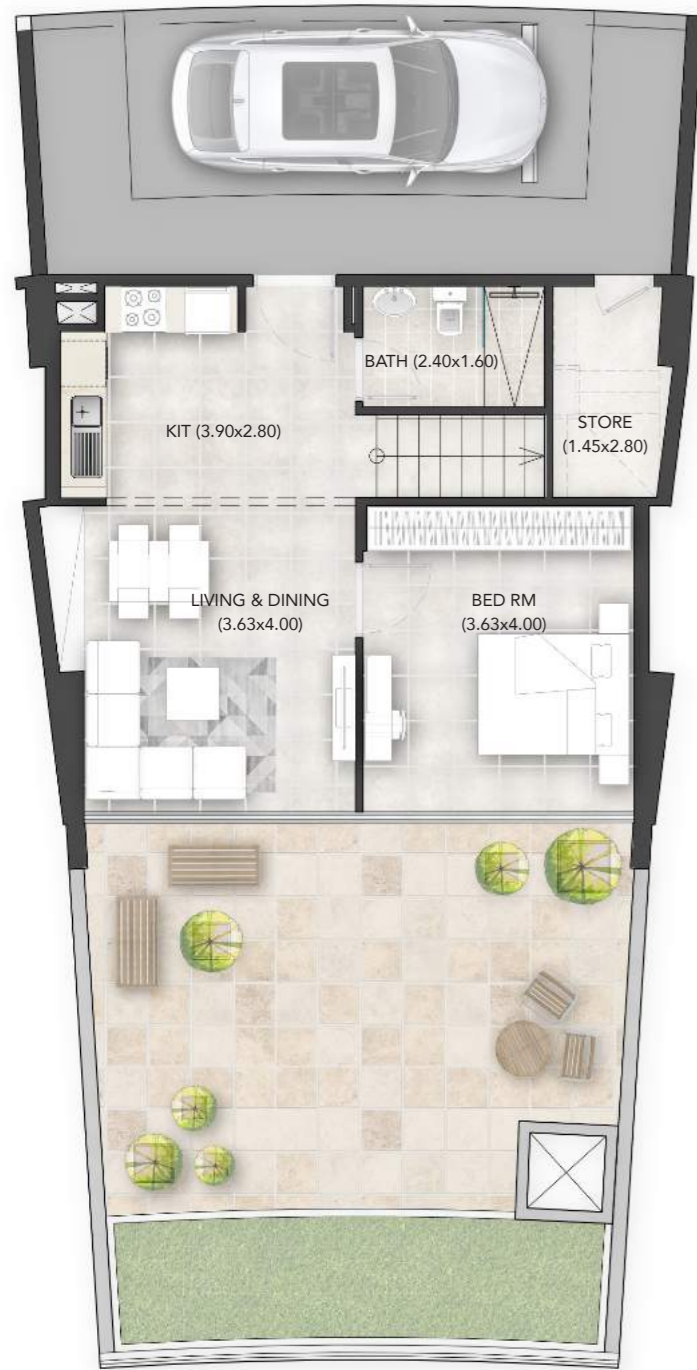 BATH (2.40x1.60)
KIT (3.90x2.80)
STORE
(1.45x2.80)
LIVING & DINING
(3.63x4.00)
BED RM
(3.63x4.00)